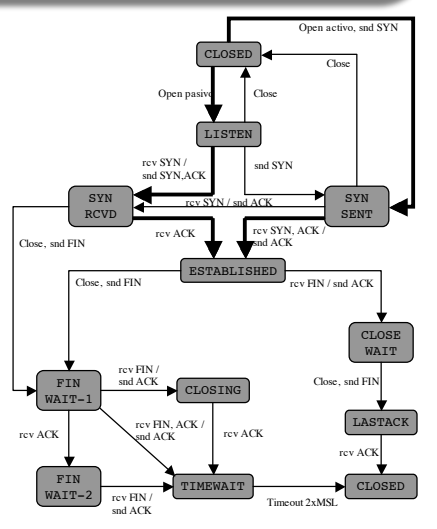 Open activo, snd SYN
CLOSED
Close
Open pasivo
Close
LISTEN
rcv SYN /
snd SYN,ACK
snd SYN
SYN
RCVD
rcv SYN / snd ACK
SYN
SENT
rcv ACK
rcv SYN, ACK /
snd ACK
Close, snd FIN
ESTABLISHED
Close, snd FIN
rcv FIN / snd ACK
CLOSE
WAIT
rcv FIN /
snd ACK
FIN
WAIT-1
CLOSING
Close, snd FIN
LASTACK
rcv ACK
rcv FIN, ACK /
snd ACK
rcv ACK
rcv ACK
FIN
WAIT-2
rcv FIN /
snd ACK
TIMEWAIT
Timeout 2xMSL
CLOSED